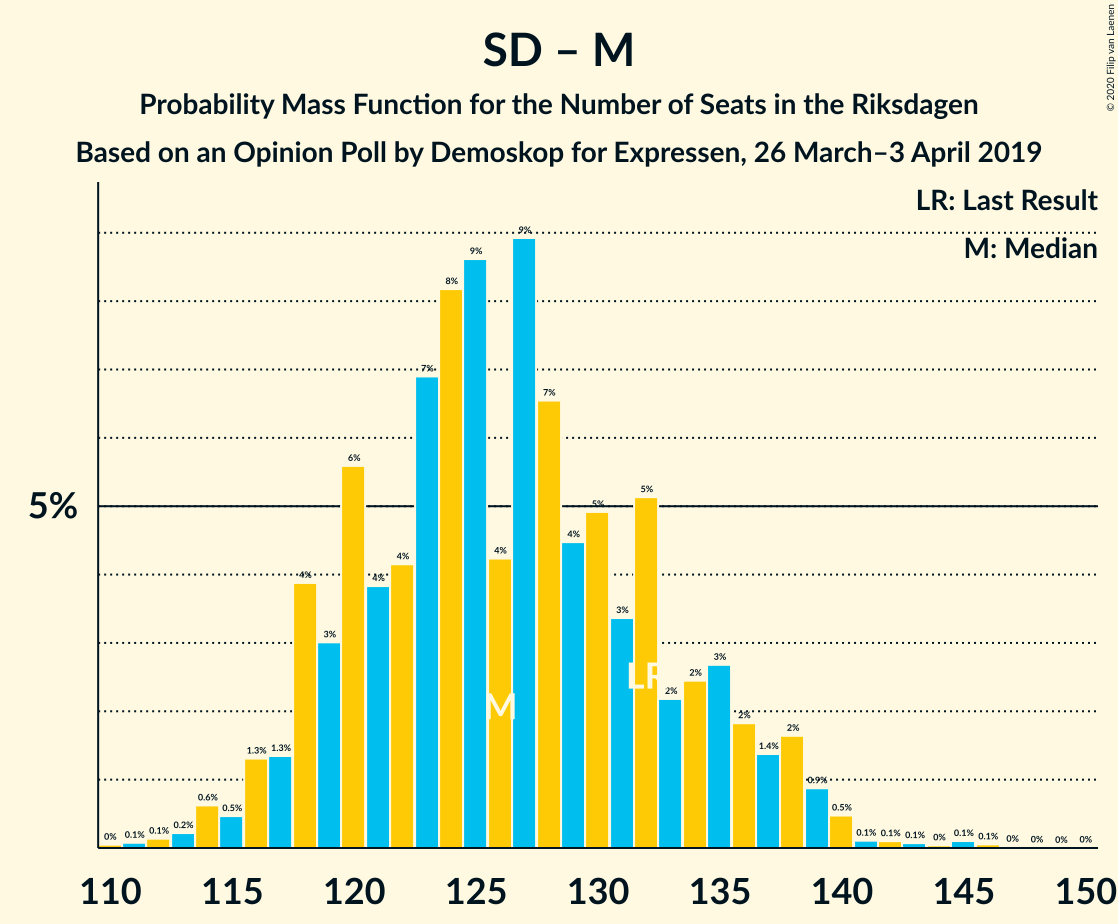 SD – M
Probability Mass Function for the Number of Seats in the Riksdagen
Based on an Opinion Poll by Demoskop for Expressen, 26 March–3 April 2019
© 2020 Filip van Laenen
LR: Last Result
M: Median
5%
0% 0.1% 0.1% 0.2% 0.6% 0.5% 1.3% 1.3% 4% 3% 6% 4% 4% 7% 8% 9% 4% 9% 7% 4% 5% 3% 5% 2% 2% 3% 2% 1.4% 2% 0.9% 0.5% 0.1% 0.1% 0.1% 0% 0.1% 0.1% 0% 0% 0% 0%
LR
M
110 115 120 125 130 135 140 145 150